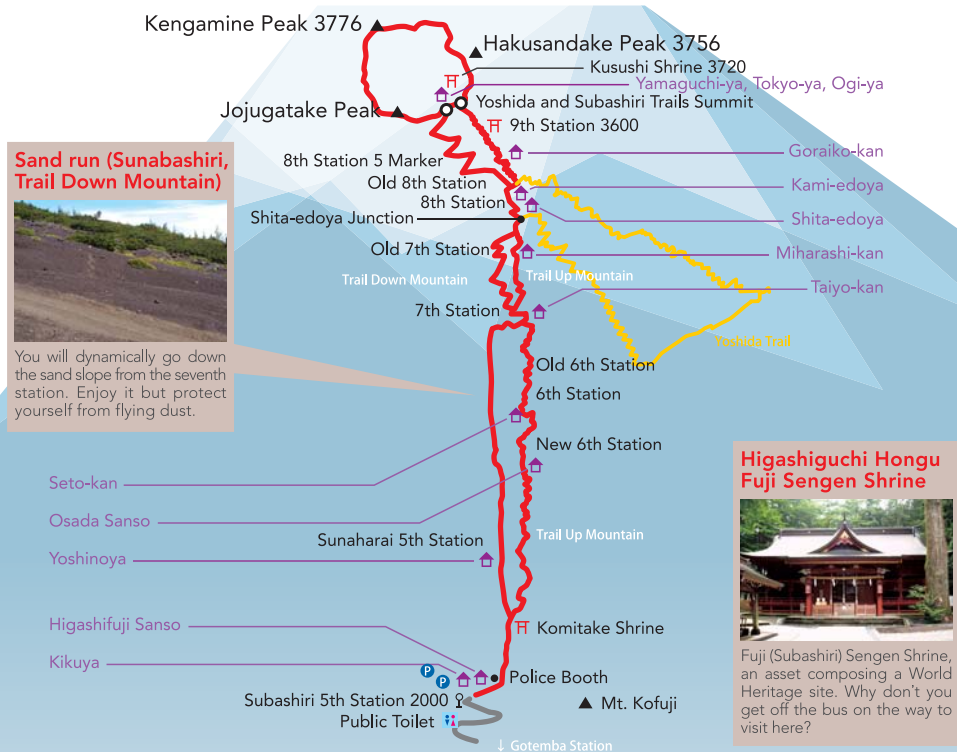 Kengamine Peak 3776
Hakusandake Peak 3756
Kusushi Shrine 3720
Yamaguchi-ya, Tokyo-ya, Ogi-ya
Jojugatake Peak
Yoshida and Subashiri Trails Summit
9th Station 3600
Goraiko-kan
8th Station 5 Marker
Old 8th Station
Kami-edoya
8th Station
Shita-edoya
Shita-edoya Junction
Old 7th Station
Miharashi-kan
Trail Down Mountain
Trail Up Mountain
Taiyo-kan
7th Station
Yoshida Trail
Old 6th Station
6th Station
New 6th Station
Sand run (Sunabashiri,
Trail Down Mountain)
You will dynamically go down
the sand slope from the seventh
station. Enjoy it but protect
yourself from flying dust.
Seto-kan
Osada Sanso
Sunaharai 5th Station
Trail Up Mountain
Yoshinoya
Higashifuji Sanso
Komitake Shrine
Kikuya
P
P
Police Booth
Subashiri 5th Station 2000
Mt. Kofuji
Public Toilet
↓ Gotemba Station
Higashiguchi Hongu
Fuji Sengen Shrine
Fuji (Subashiri) Sengen Shrine,
an asset composing a World
Heritage site. Why don't you
get off the bus on the way to
visit here?